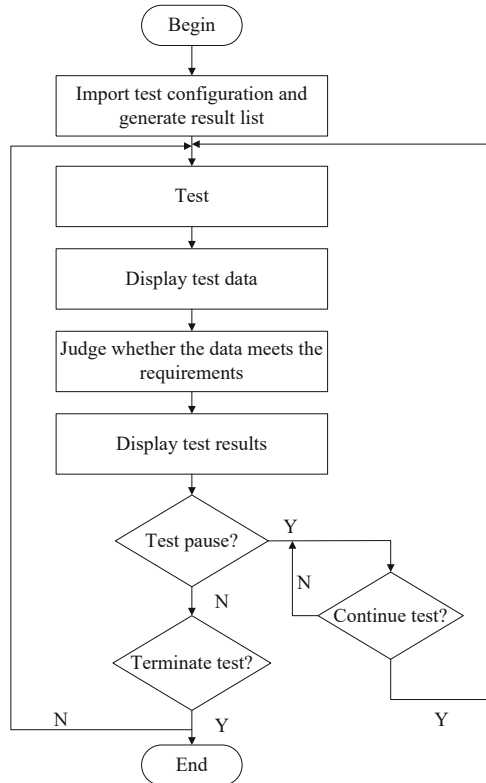 Begin
Import test configuration and
generate result list
Test
Display test data
Judge whether the data meets the
requirements
Display test results
Test pause?
Y
N
Continue test?
N
Terminate test?
N
Y
Y
End